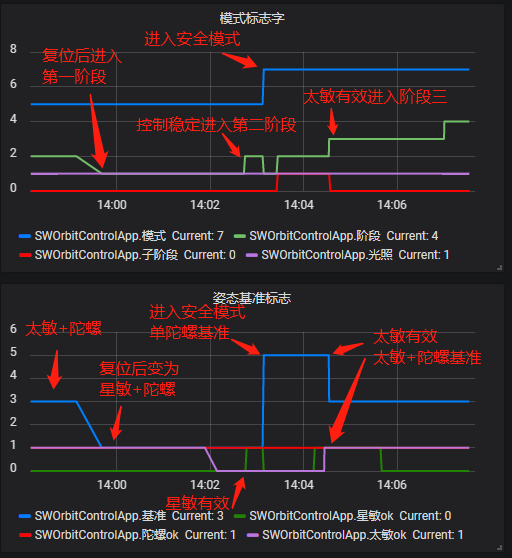 模式标志字
8
6
4
2
0
进入安全模式
复位后进入
第一阶段
太敏有效进入阶段三
控制稳定进入第二阶段
14:00 14:02 14:04 14:06
SWOrbitControlApp.模式 Current: 7 SWOrbitControlApp.阶段 Current: 4
SWOrbitControlApp.子阶段 Current: 0 SWOrbitControlApp.光照 Current: 1
姿态基准标志
6
5
4
3
2
1
0
太敏+陀螺
进入安全模式
单陀螺基准
太敏有效
太敏+陀螺基准
复位后变为
星敏+陀螺
星敏有效
14:00 14:02 14:04 14:06
SWOrbitControlApp.基准 Current: 3 SWOrbitControlApp.星敏ok Current: 0
SWOrbitControlApp.陀螺ok Current: 1 SWOrbitControlApp.太敏ok Current: 1